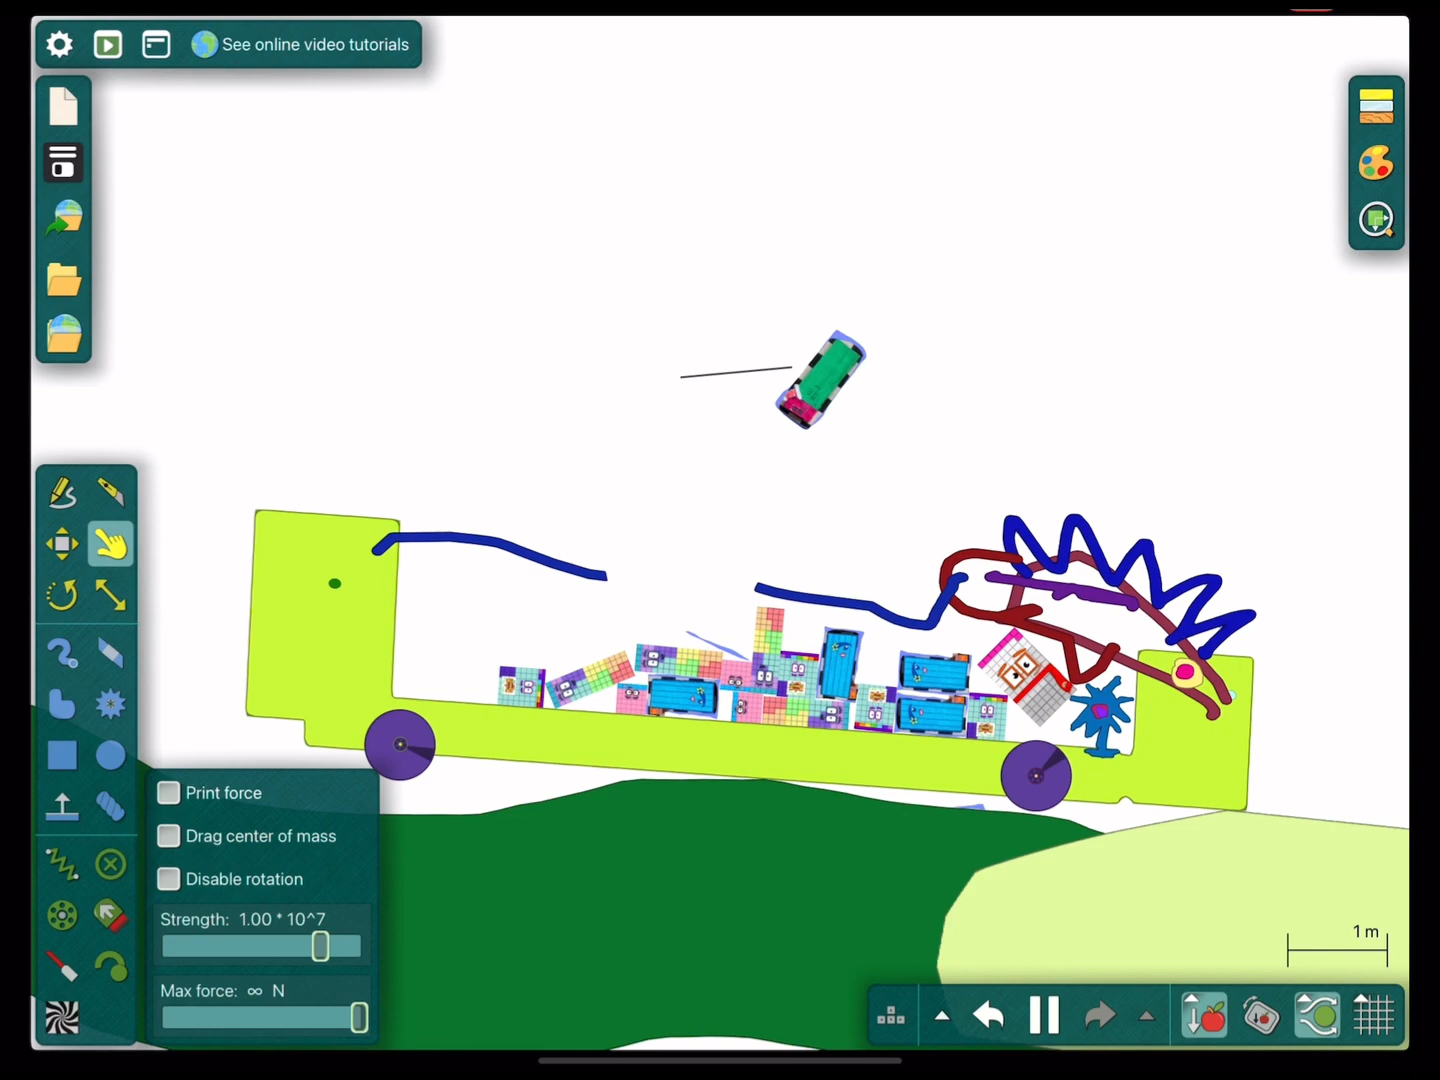 See online video tutorials
Print force
Drag center of mass
Disable rotation
Strength: 1.00 * 10^7
Max force: ∞ N
1 m